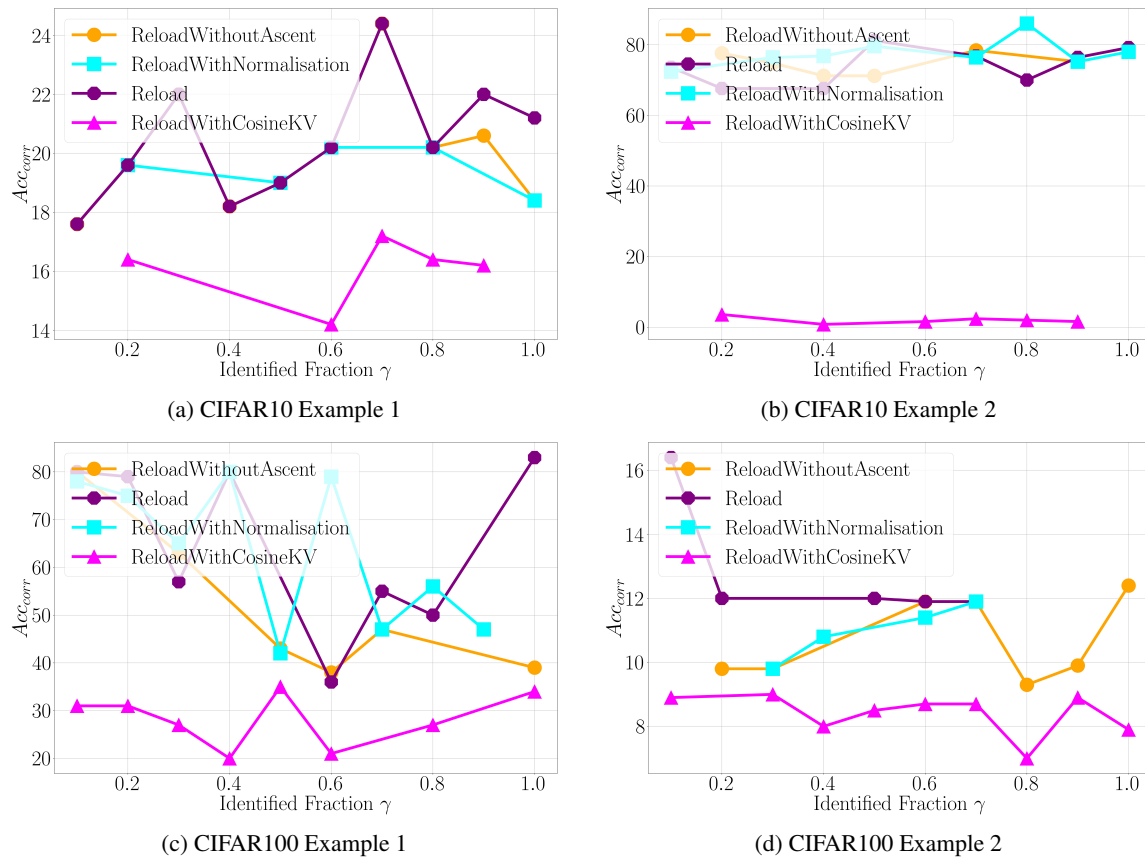 24
22
20
18
16
14
Acc_corr
ReloadWithoutAscent
ReloadWithNormalisation
Reload
ReloadWithCosineKV
0.2 0.4 0.6 0.8 1.0
Identified Fraction γ
(a) CIFAR10 Example 1
80
60
40
20
0
Acc_corr
ReloadWithoutAscent
Reload
ReloadWithNormalisation
ReloadWithCosineKV
0.2 0.4 0.6 0.8 1.0
Identified Fraction γ
(b) CIFAR10 Example 2
80
70
60
50
40
30
20
Acc_corr
ReloadWithoutAscent
Reload
ReloadWithNormalisation
ReloadWithCosineKV
0.2 0.4 0.6 0.8 1.0
Identified Fraction γ
(c) CIFAR100 Example 1
16
14
12
10
8
Acc_corr
ReloadWithoutAscent
Reload
ReloadWithNormalisation
ReloadWithCosineKV
0.2 0.4 0.6 0.8 1.0
Identified Fraction γ
(d) CIFAR100 Example 2